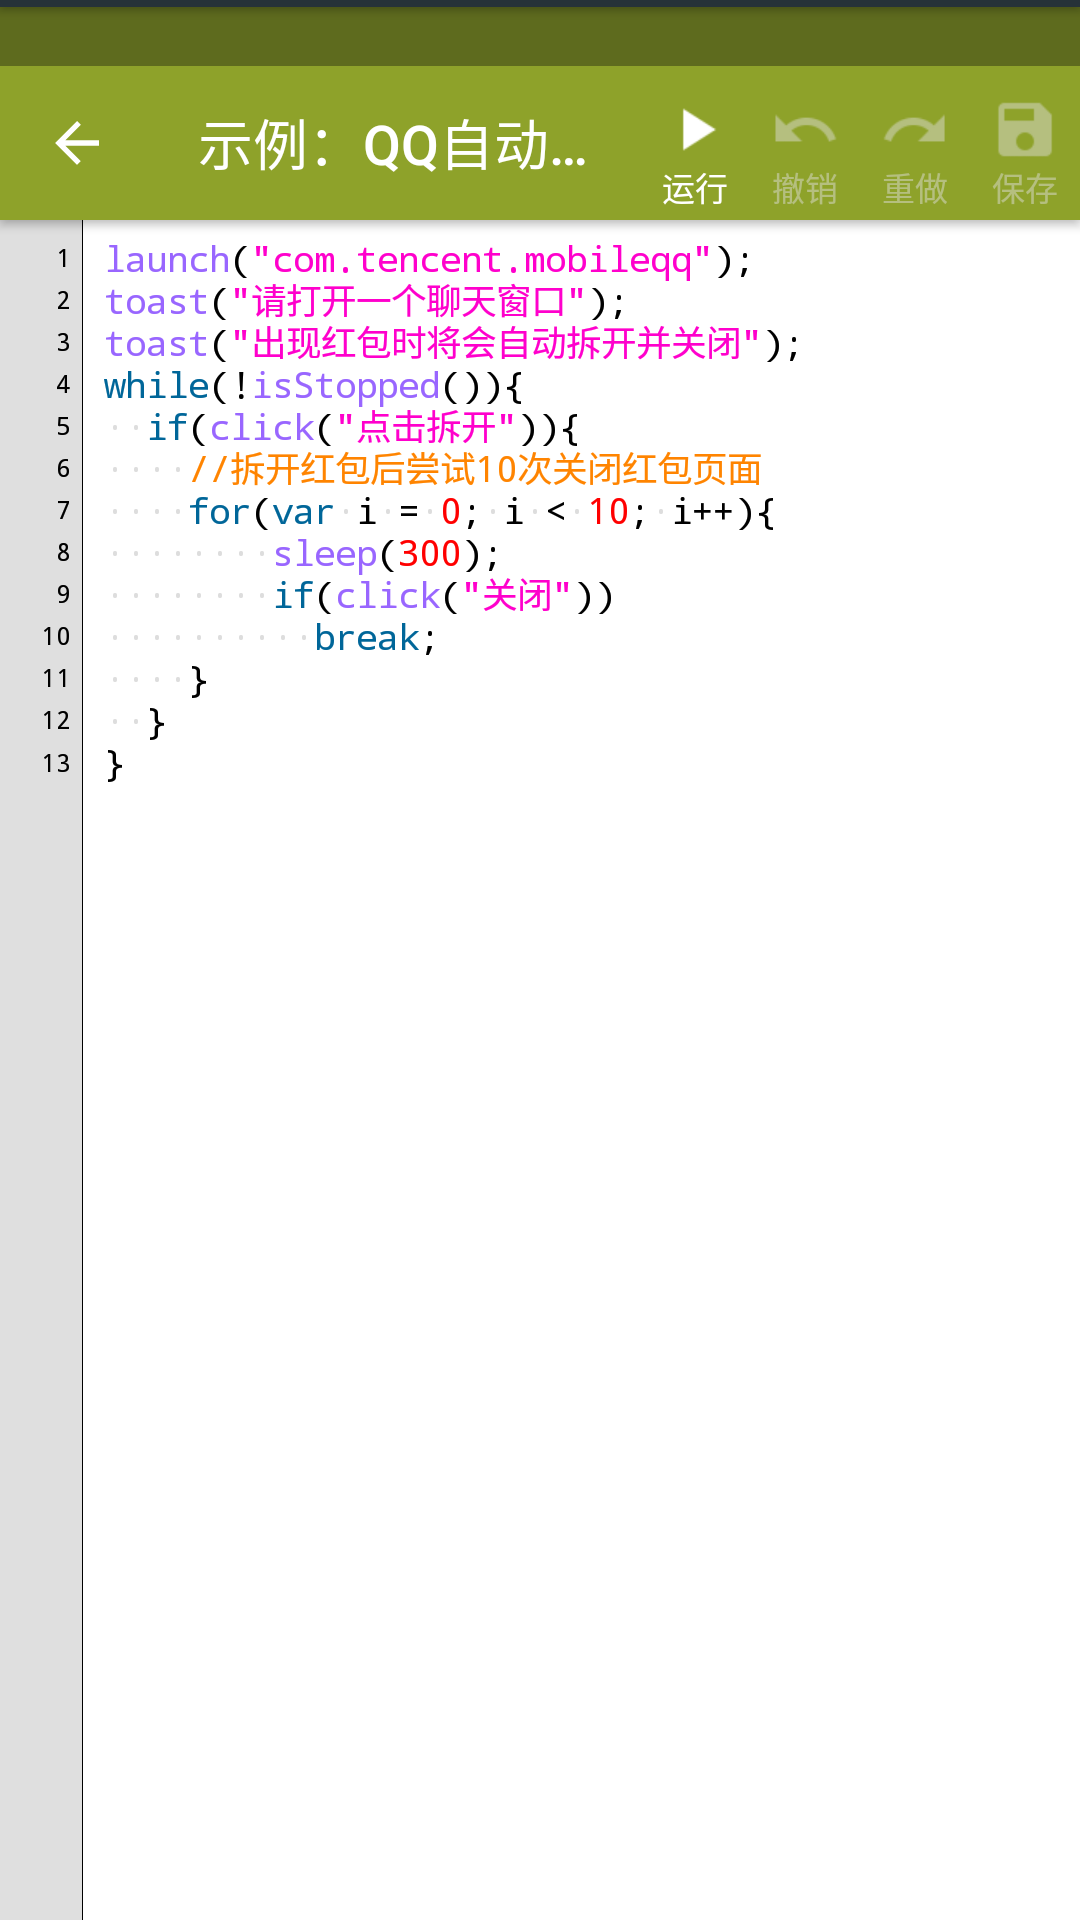 示例：QQ自动...
运行 撤销 重做 保存
1 launch("com.tencent.mobileqq");
2 toast("请打开一个聊天窗口");
3 toast("出现红包时将会自动拆开并关闭");
4 while(!isStopped()){
5 ··if(click("点击拆开")){
6 ····//拆开红包后尝试10次关闭红包页面
7 ····for(var·i·=·0;·i·<·10;·i++){
8 ········sleep(300);
9 ········if(click("关闭"))
10 ··········break;
11 ····}
12 ··}
13 }